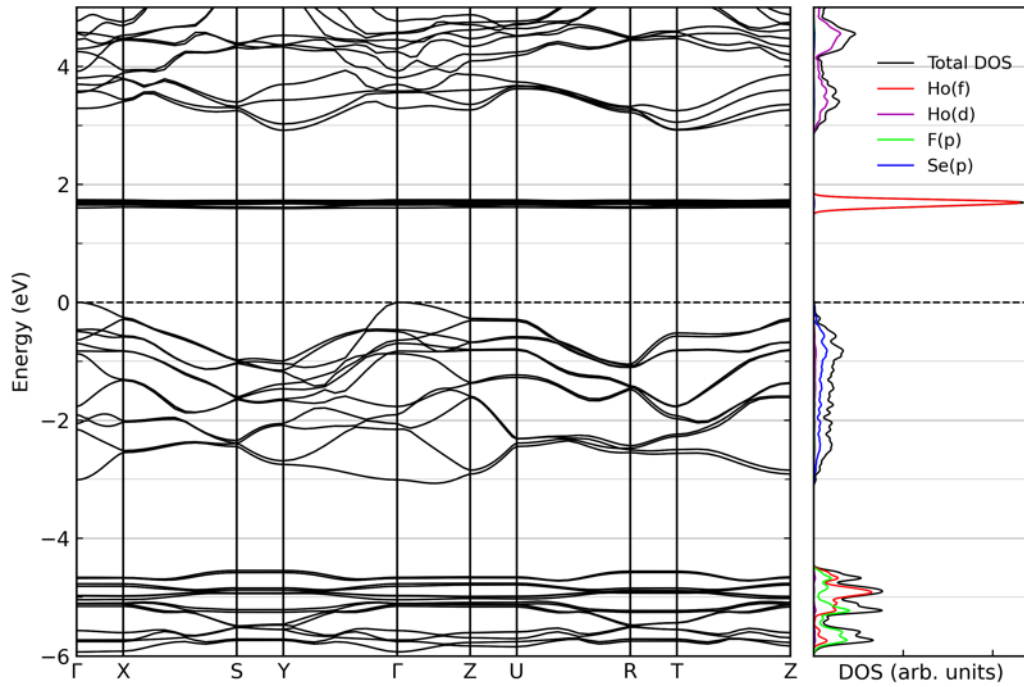 4
2
0
−2
−4
−6
Energy (eV)
Γ X S Y Γ Z U R T Z
Total DOS
Ho(f)
Ho(d)
F(p)
Se(p)
DOS (arb. units)